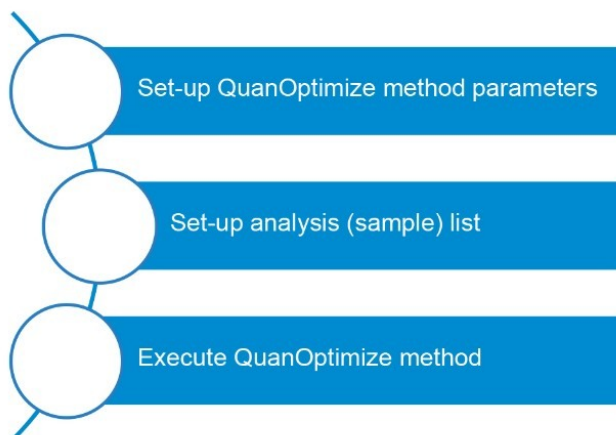 Set-up QuanOptimize method parameters
Set-up analysis (sample) list
Execute QuanOptimize method